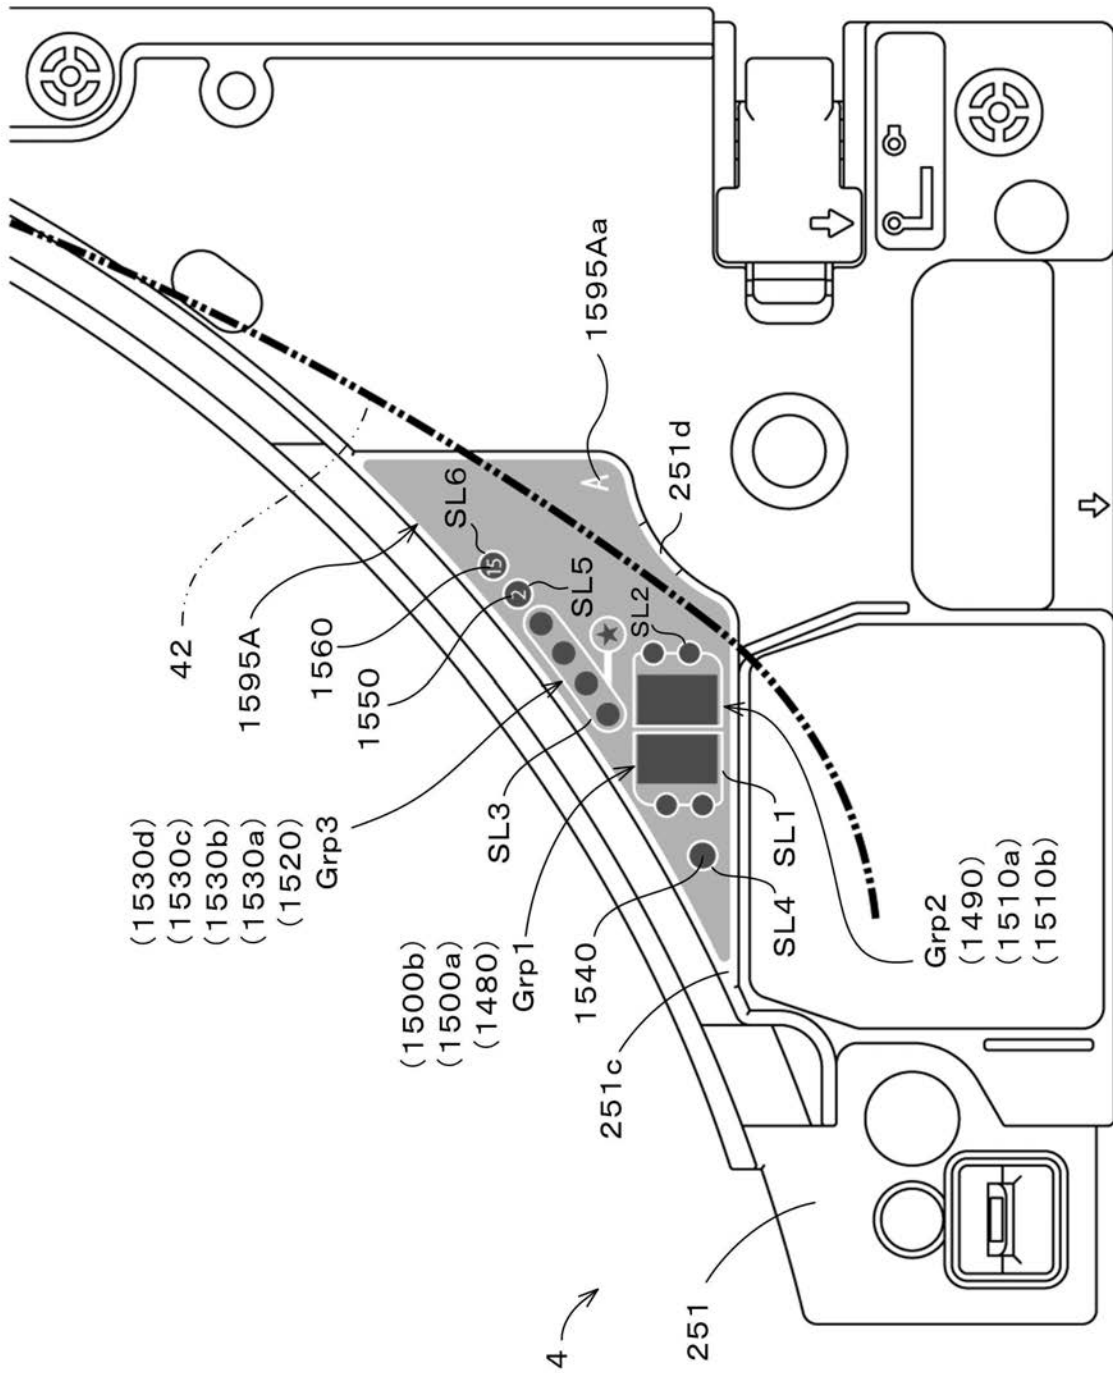 42
1595A
1560
1550
SL6
SL5
SL2
SL3
15
2
★
A
1595Aa
251d
(1530d)
(1530c)
(1530b)
(1530a)
(1520)
Grp3
(1500b)
(1500a)
(1480)
Grp1
1540
251c
SL4
SL1
Grp2
(1490)
(1510a)
(1510b)
4
251